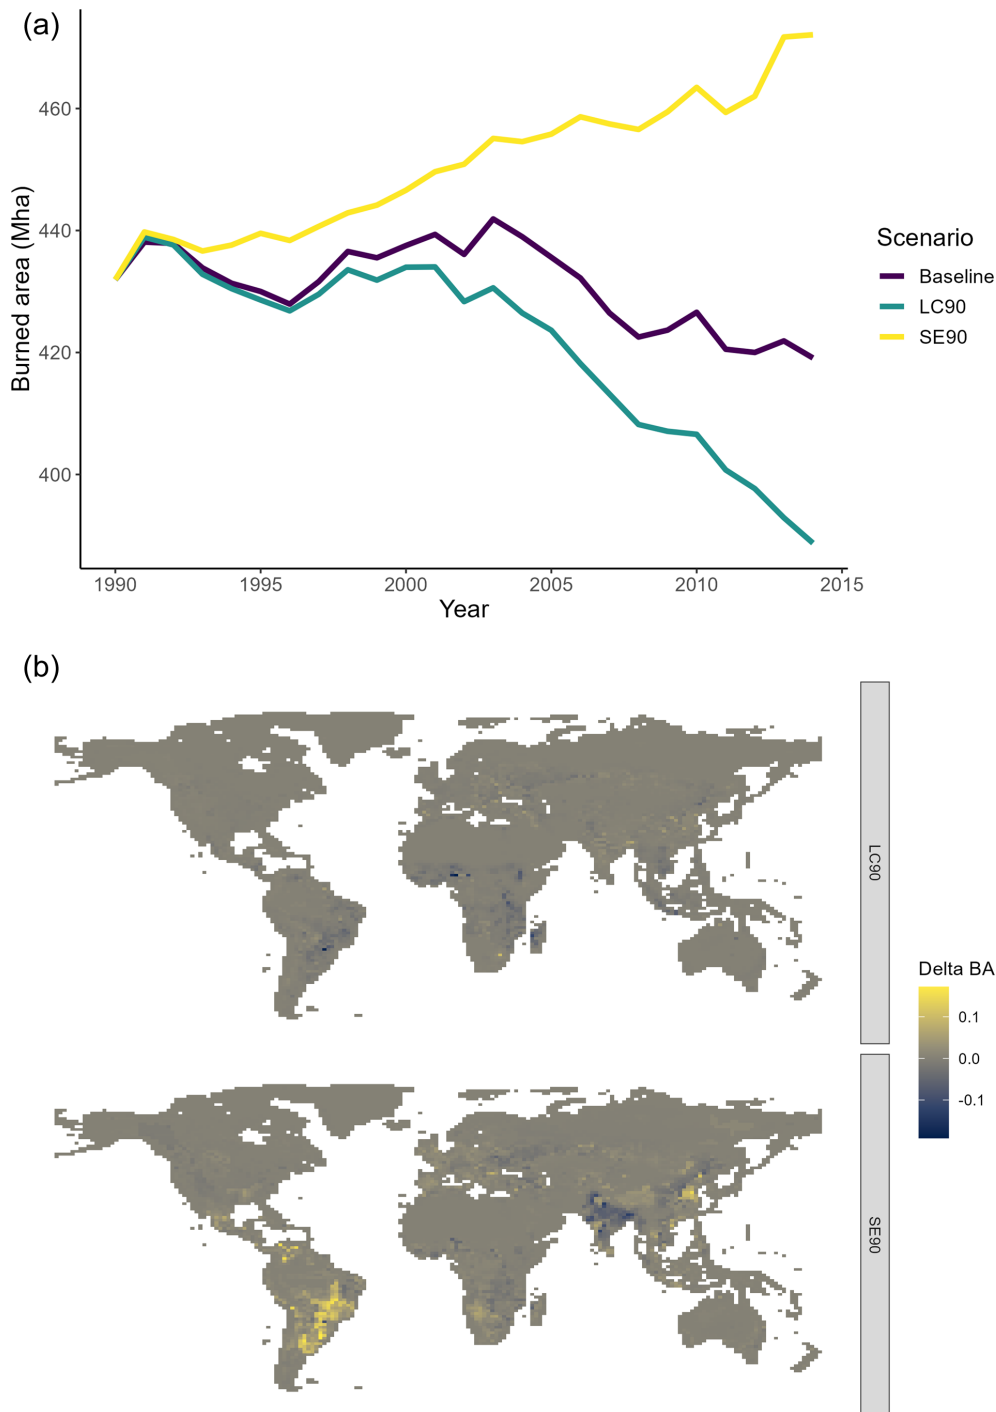 (a)
460
440
420
400
Burned area (Mha)
1990
1995
2000
2005
2010
2015
Year
Scenario
Baseline
LC90
SE90
(b)
LC90
SE90
Delta BA
0.1
0.0
-0.1